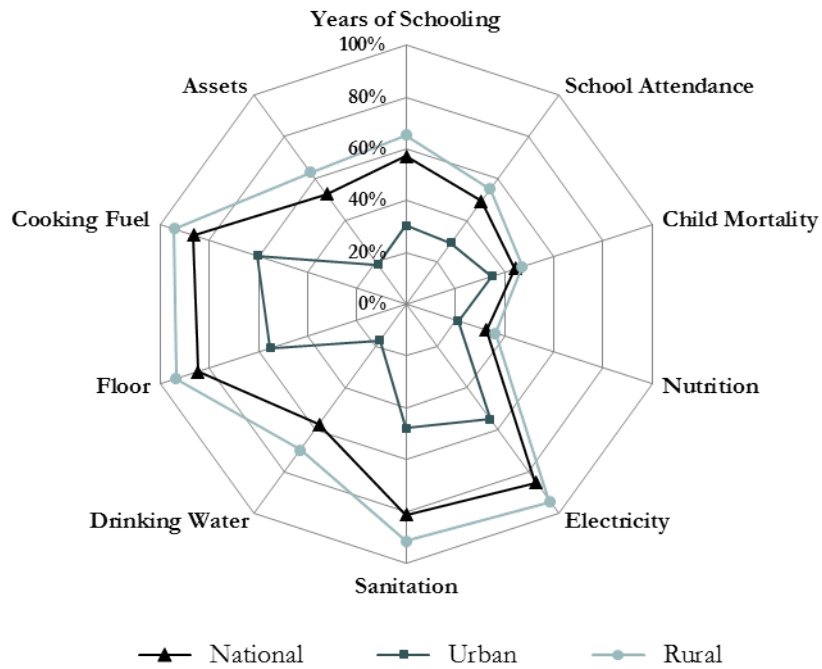 Years of Schooling
100%
Assets
School Attendance
80%
60%
40%
Cooking Fuel
Child Mortality
20%
0%
Floor
Nutrition
Drinking Water
Electricity
Sanitation
National Urban Rural